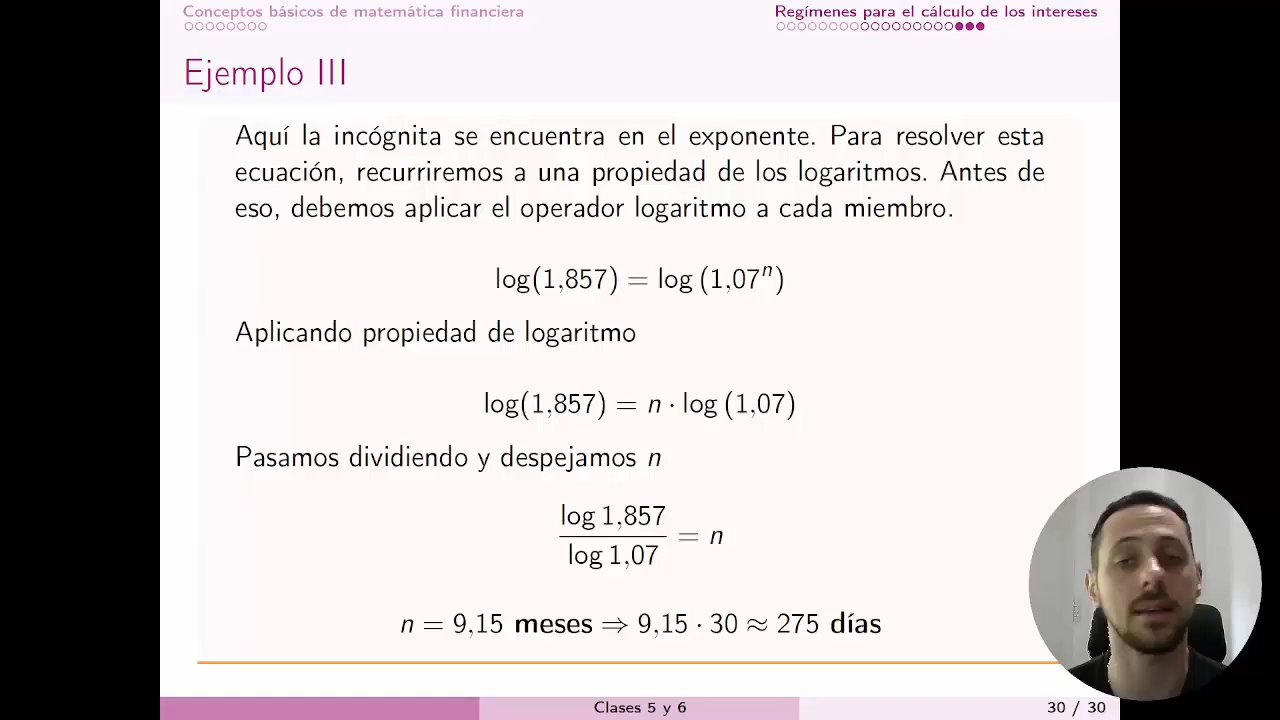 Conceptos básicos de matemática financiera
Regímenes para el cálculo de los intereses
Ejemplo III
Aquí la incógnita se encuentra en el exponente. Para resolver esta
ecuación, recurriremos a una propiedad de los logaritmos. Antes de
eso, debemos aplicar el operador logaritmo a cada miembro.
log(1,857) = log (1,07ⁿ)
Aplicando propiedad de logaritmo
log(1,857) = n · log (1,07)
Pasamos dividiendo y despejamos n
log 1,857
log 1,07
= n
n = 9,15 meses ⇒ 9,15 · 30 ≈ 275 días
Clases 5 y 6
30 / 30